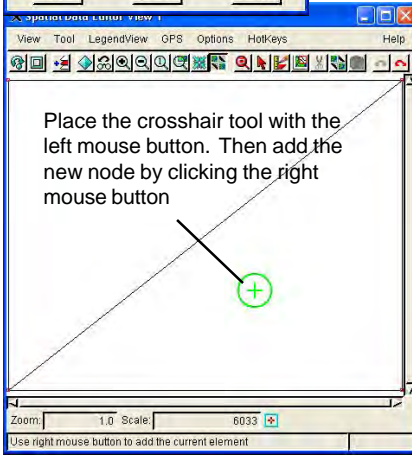 Spatial Data Editor View 1
View Tool LegendView GPS Options HotKeys Help
Place the crosshair tool with the
left mouse button. Then add the
new node by clicking the right
mouse button
Zoom: 1.0 Scale: 6033
Use right mouse button to add the current element